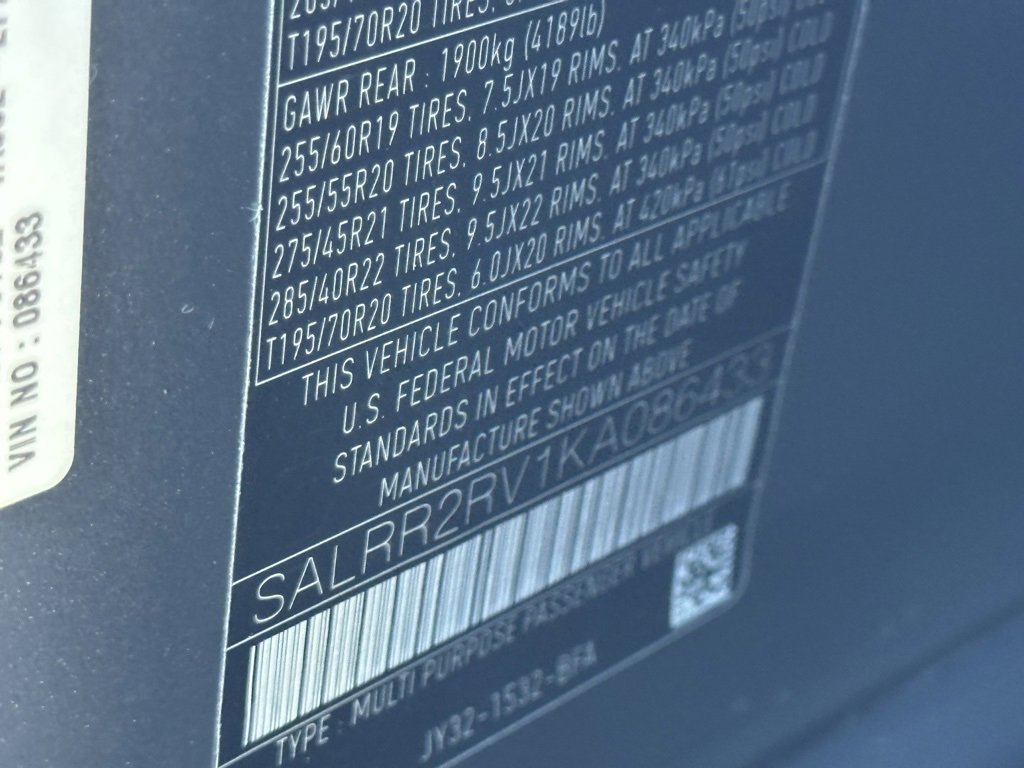 T195/70R20 TIRES,
GAWR REAR : 1900kg (4189lb)
255/60R19 TIRES, 7.5JX19 RIMS. AT 340kPa (50psi)
255/55R20 TIRES, 8.5JX20 RIMS. AT 340kPa (50psi) COLD
275/45R21 TIRES, 9.5JX21 RIMS. AT 340kPa (50psi) COLD
285/40R22 TIRES, 9.5JX22 RIMS. AT 340kPa (50psi) COLD
T195/70R20 TIRES, 6.0JX20 RIMS. AT 420kPa (61psi) COLD
THIS VEHICLE CONFORMS TO ALL APPLICABLE
U.S. FEDERAL MOTOR VEHICLE SAFETY
STANDARDS IN EFFECT ON THE DATE OF
MANUFACTURE SHOWN ABOVE
SALRR2RV1KA086433
TYPE : MULTI PURPOSE PASSENGER VEHICLE
JY32-1532-BFA
VIN NO : 086433